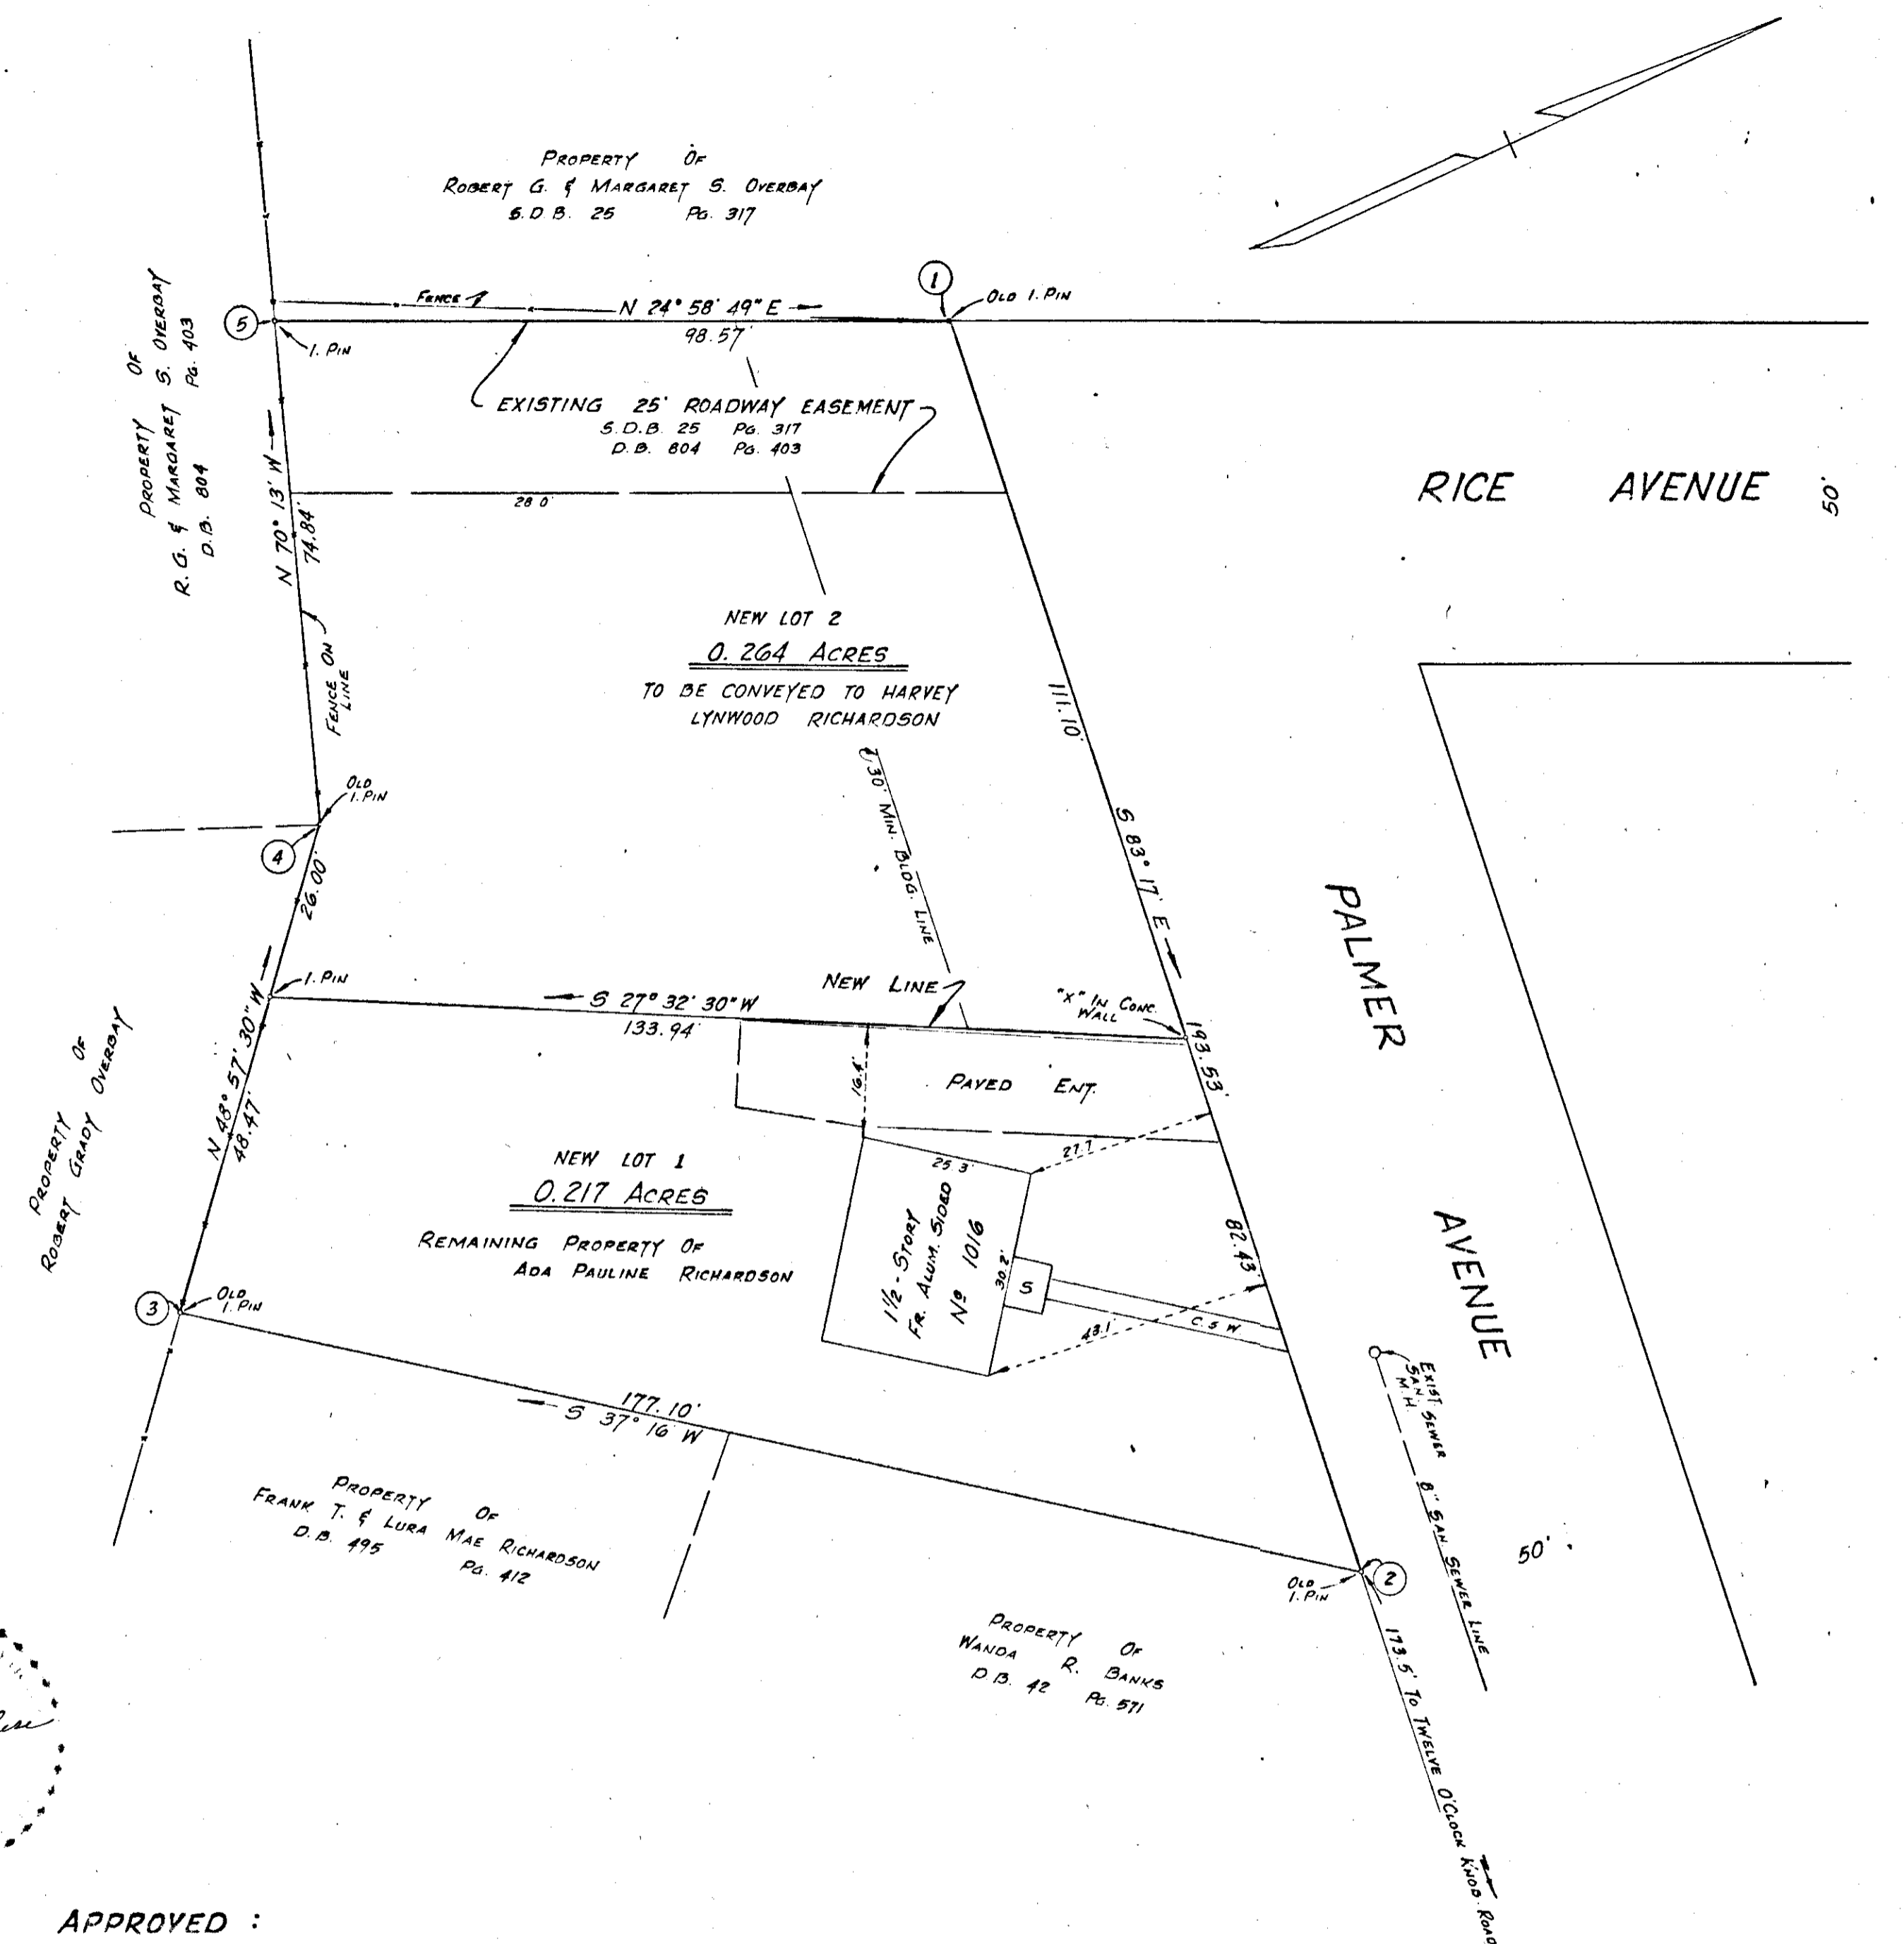 PROPERTY OF
ROBERT G. & MARGARET S. OVERBAY
S.D.B. 25 PG. 317
1
OLD I. PIN
FENCE
N 24° 58' 49" E
98.57'
5
I. PIN
PROPERTY OF
R.G. & MARGARET S. OVERBAY
D.B. 804 PG. 403
EXISTING 25' ROADWAY EASEMENT
S.D.B. 25 PG. 317
D.B. 804 PG. 403
RICE AVENUE 50'
28.0'
N 70° 13' W
74.84'
FENCE ON
LINE
NEW LOT 2
0.264 ACRES
TO BE CONVEYED TO HARVEY
LYNWOOD RICHARDSON
111.10'
30' MIN. BLDG. LINE
S 83° 17' E
193.53'
OLD
I. PIN
4
26.00'
PALMER AVENUE
I. PIN
S 27° 32' 30" W
133.94'
NEW LINE
"X" IN CONC.
WALL
N 48° 57' 30" W
48.47'
PROPERTY OF
ROBERT GRADY OVERBAY
16.4'
PAVED ENT.
27.7
25.3'
NEW LOT 1
0.217 ACRES
REMAINING PROPERTY OF
ADA PAULINE RICHARDSON
1 1/2 - STORY
FR. ALUM. SIDED
Nº 1016
30.2'
S
C.S.W
43.1'
82.43'
3
OLD
I. PIN
177.10'
S 37° 16' W
EXIST.
SAN. SEWER
M.H.
8" SAN. SEWER LINE
50'
PROPERTY OF
FRANK T. & LURA MAE RICHARDSON
D.B. 495 PG. 412
OLD
I. PIN
2
PROPERTY OF
WANDA R. BANKS
D.B. 42 PG. 571
173.5' TO TWELVE O'CLOCK KNOB ROAD
APPROVED :